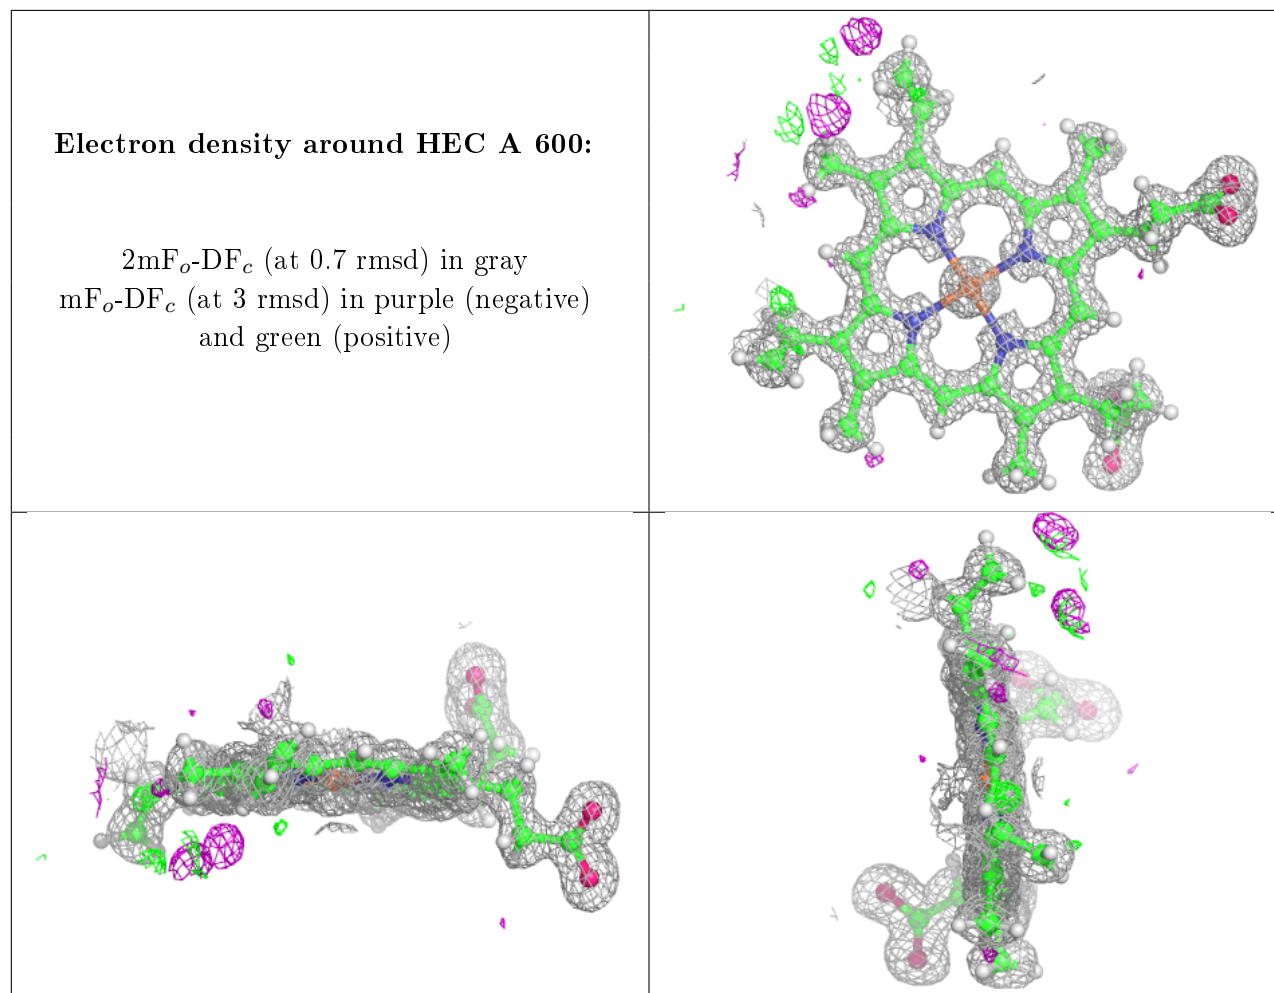 Electron density around HEC A 600:
2mF𝑜-DF𝑐 (at 0.7 rmsd) in gray
mF𝑜-DF𝑐 (at 3 rmsd) in purple (negative)
and green (positive)